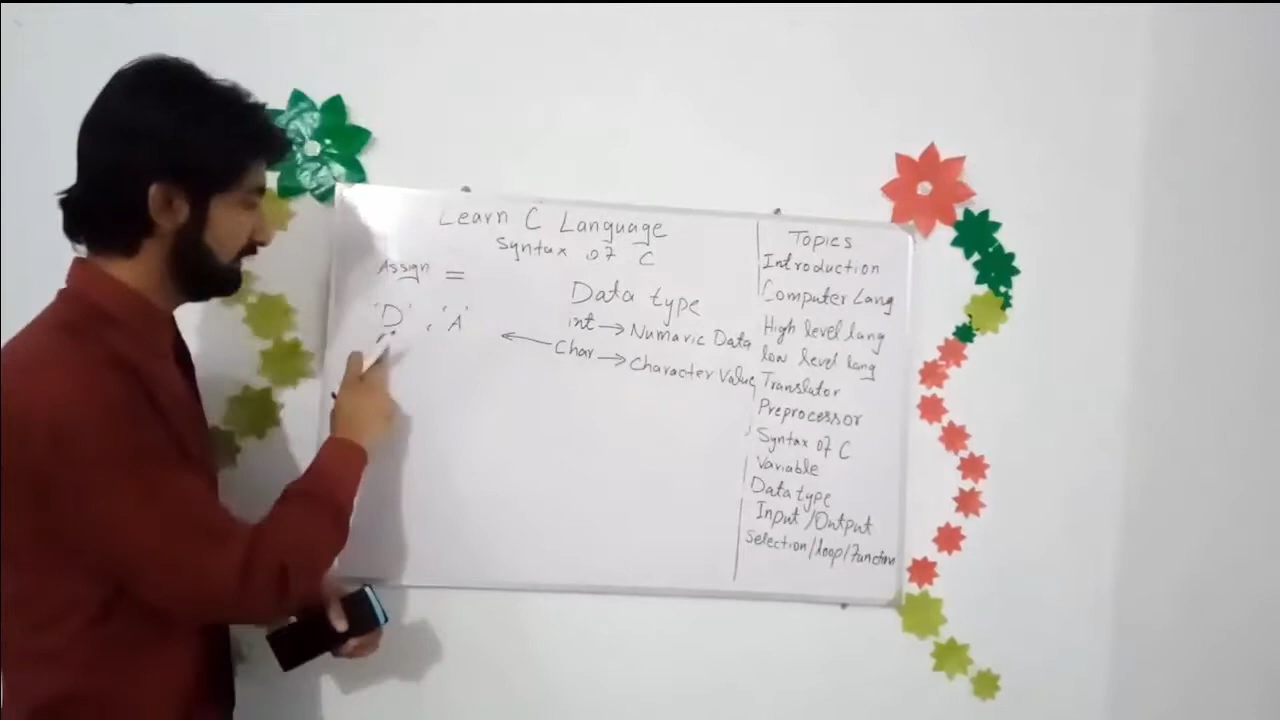 Learn C Language
Syntax of C
Assign =
'D' , 'A'
Data type
int → Numaric Data
← Char → Character Value
Topics
Introduction
Computer Lang
High level lang
low level lang
Translator
Preprocessor
Syntax of C
Variable
Data type
Input/Output
Selection/loop/Function